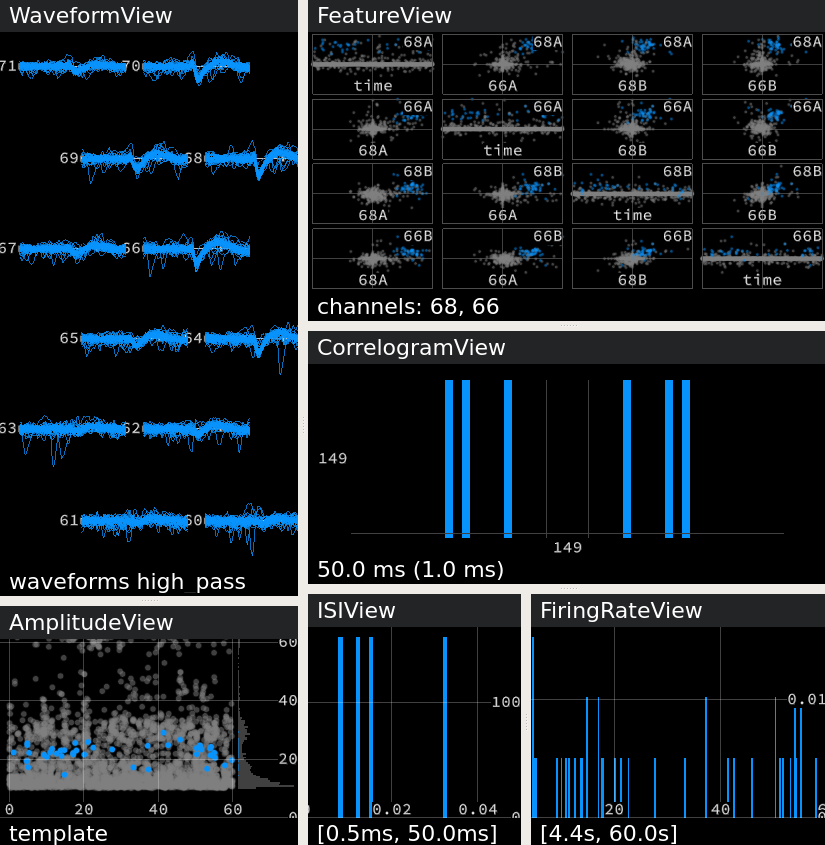 WaveformView
71 70
69 68
67 66
65 64
63 62
61 60
waveforms high_pass
FeatureView
68A 68A 68A 68A
time 66A 68B 66B
66A 66A 66A 66A
68A time 68B 66B
68B 68B 68B 68B
68A 66A time 66B
66B 66B 66B 66B
68A 66A 68B time
channels: 68, 66
CorrelogramView
149
149
50.0 ms (1.0 ms)
AmplitudeView
60
40
20
0 20 40 60 0
template
ISIView
100
0.02 0.04 0
[0.5ms, 50.0ms]
FiringRateView
0.01
20 40
[4.4s, 60.0s]